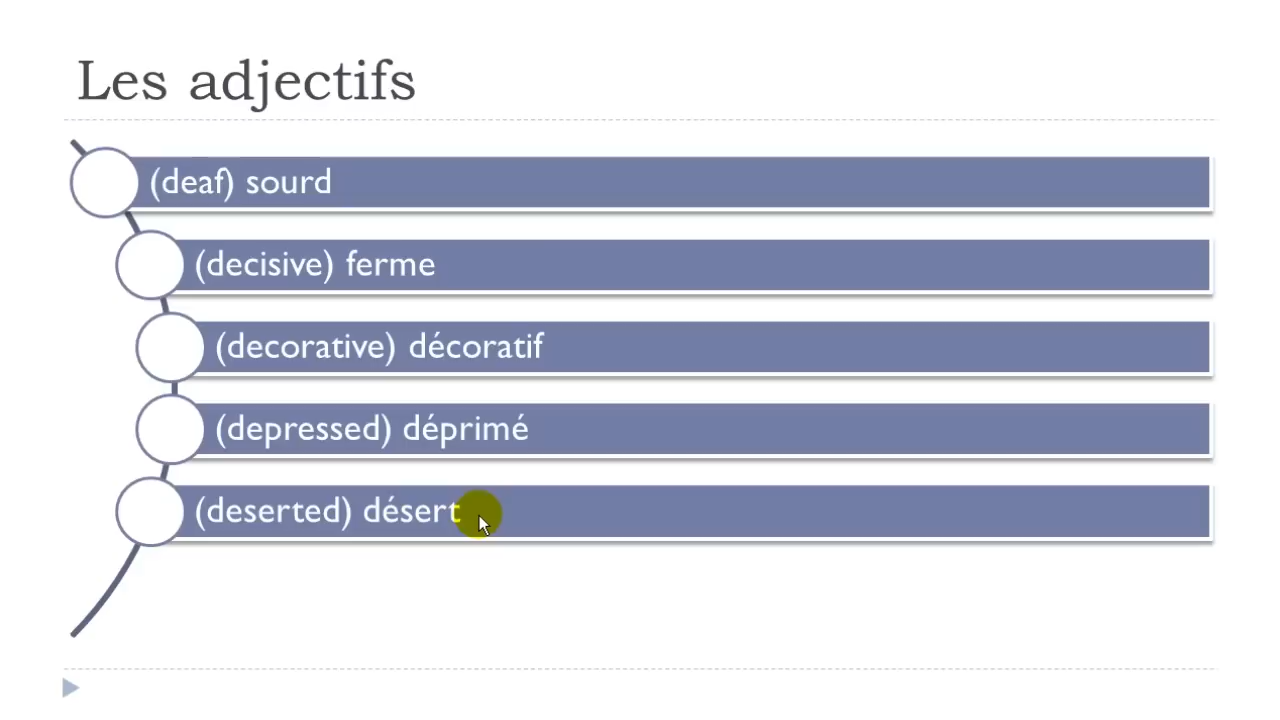 Les adjectifs
(deaf) sourd
(decisive) ferme
(decorative) décoratif
(depressed) déprimé
(deserted) désert